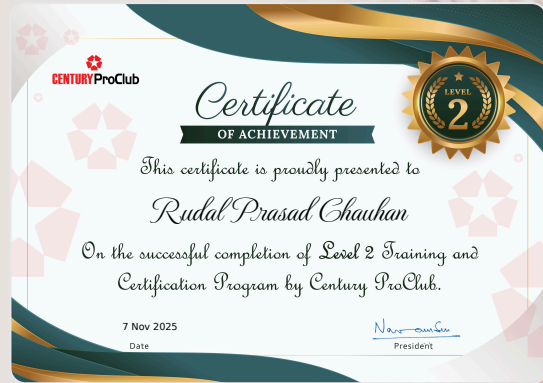 CENTURY ProClub
Certificate
OF ACHIEVEMENT
LEVEL
2
This certificate is proudly presented to
Rudal Prasad Chauhan
On the successful completion of Level 2 Training and
Certification Program by Century ProClub.
7 Nov 2025
Date
President